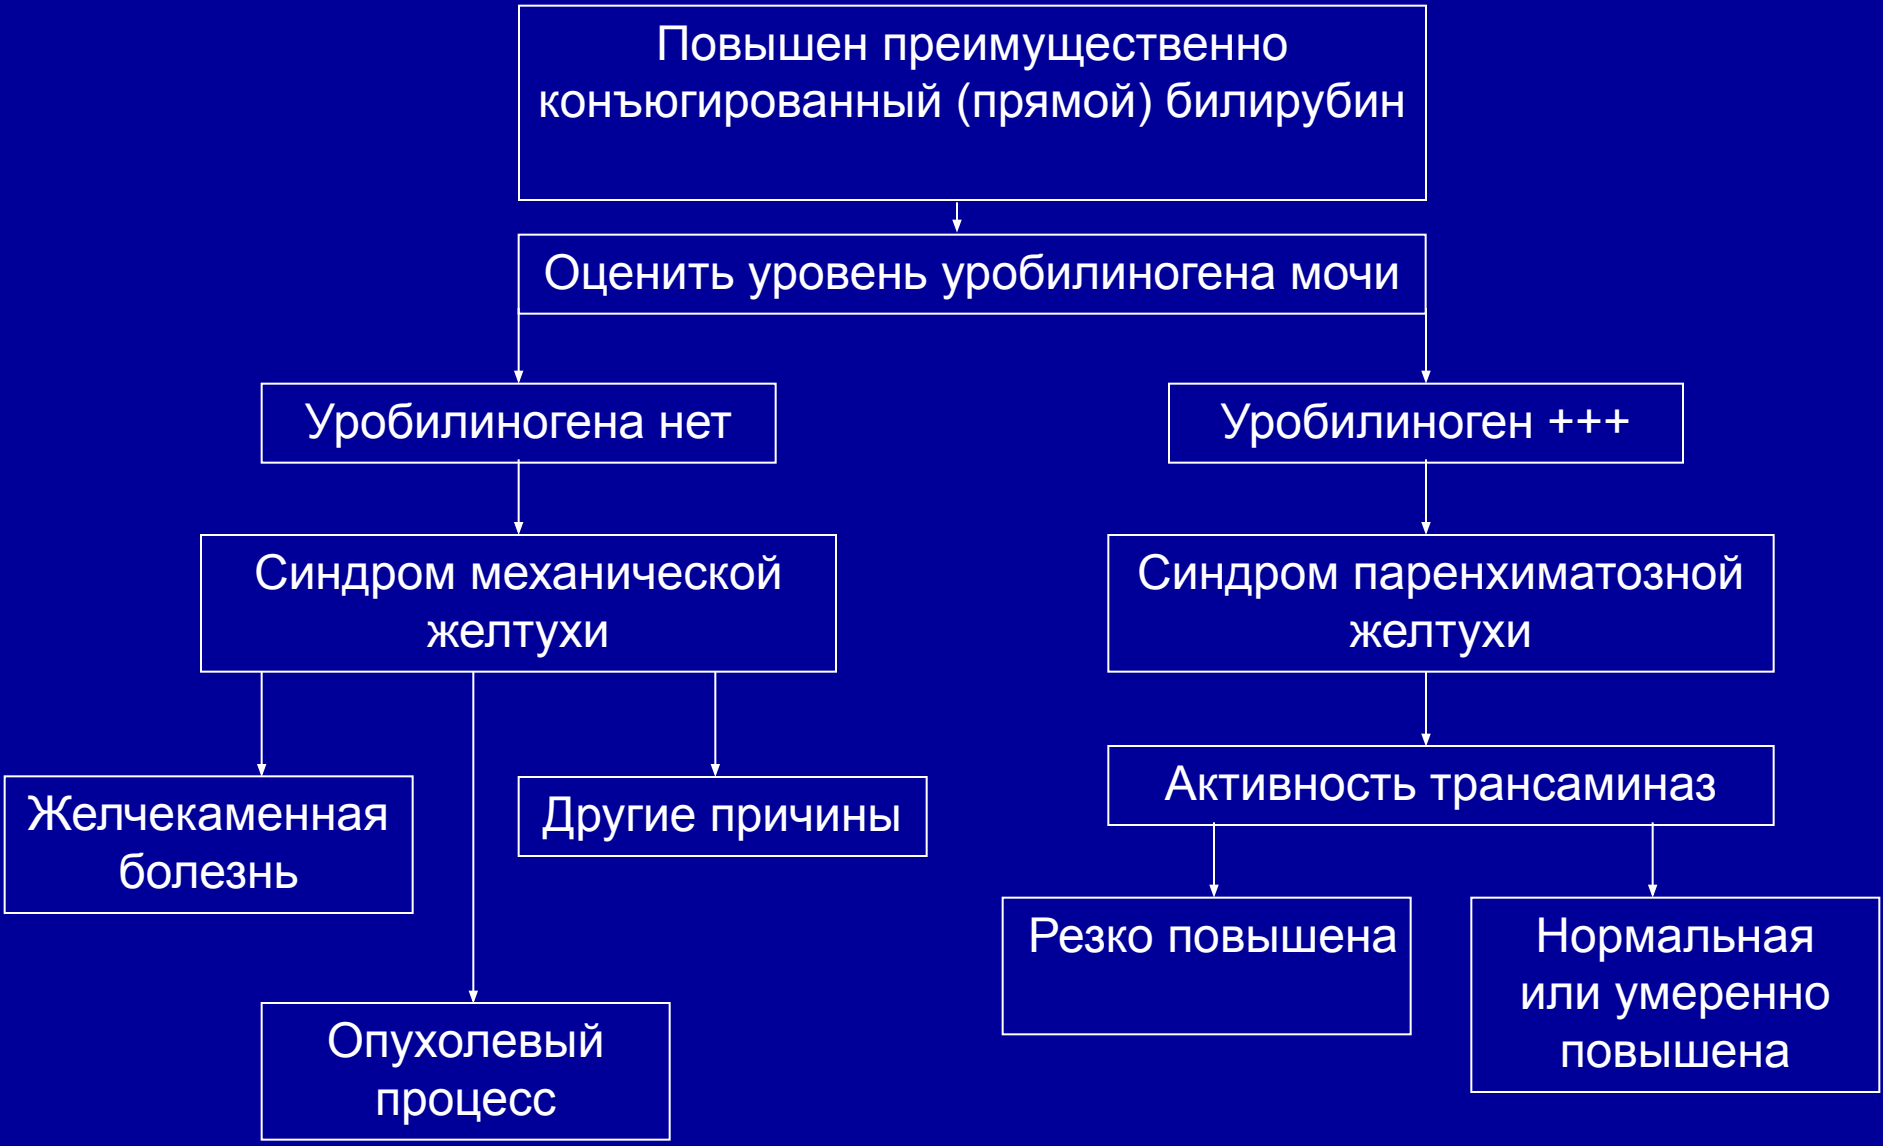 Повышен преимущественно
конъюгированный (прямой) билирубин
Оценить уровень уробилиногена мочи
Уробилиногена нет
Уробилиноген +++
Синдром механической
желтухи
Синдром паренхиматозной
желтухи
Желчекаменная
болезнь
Другие причины
Активность трансаминаз
Опухолевый
процесс
Резко повышена
Нормальная
или умеренно
повышена